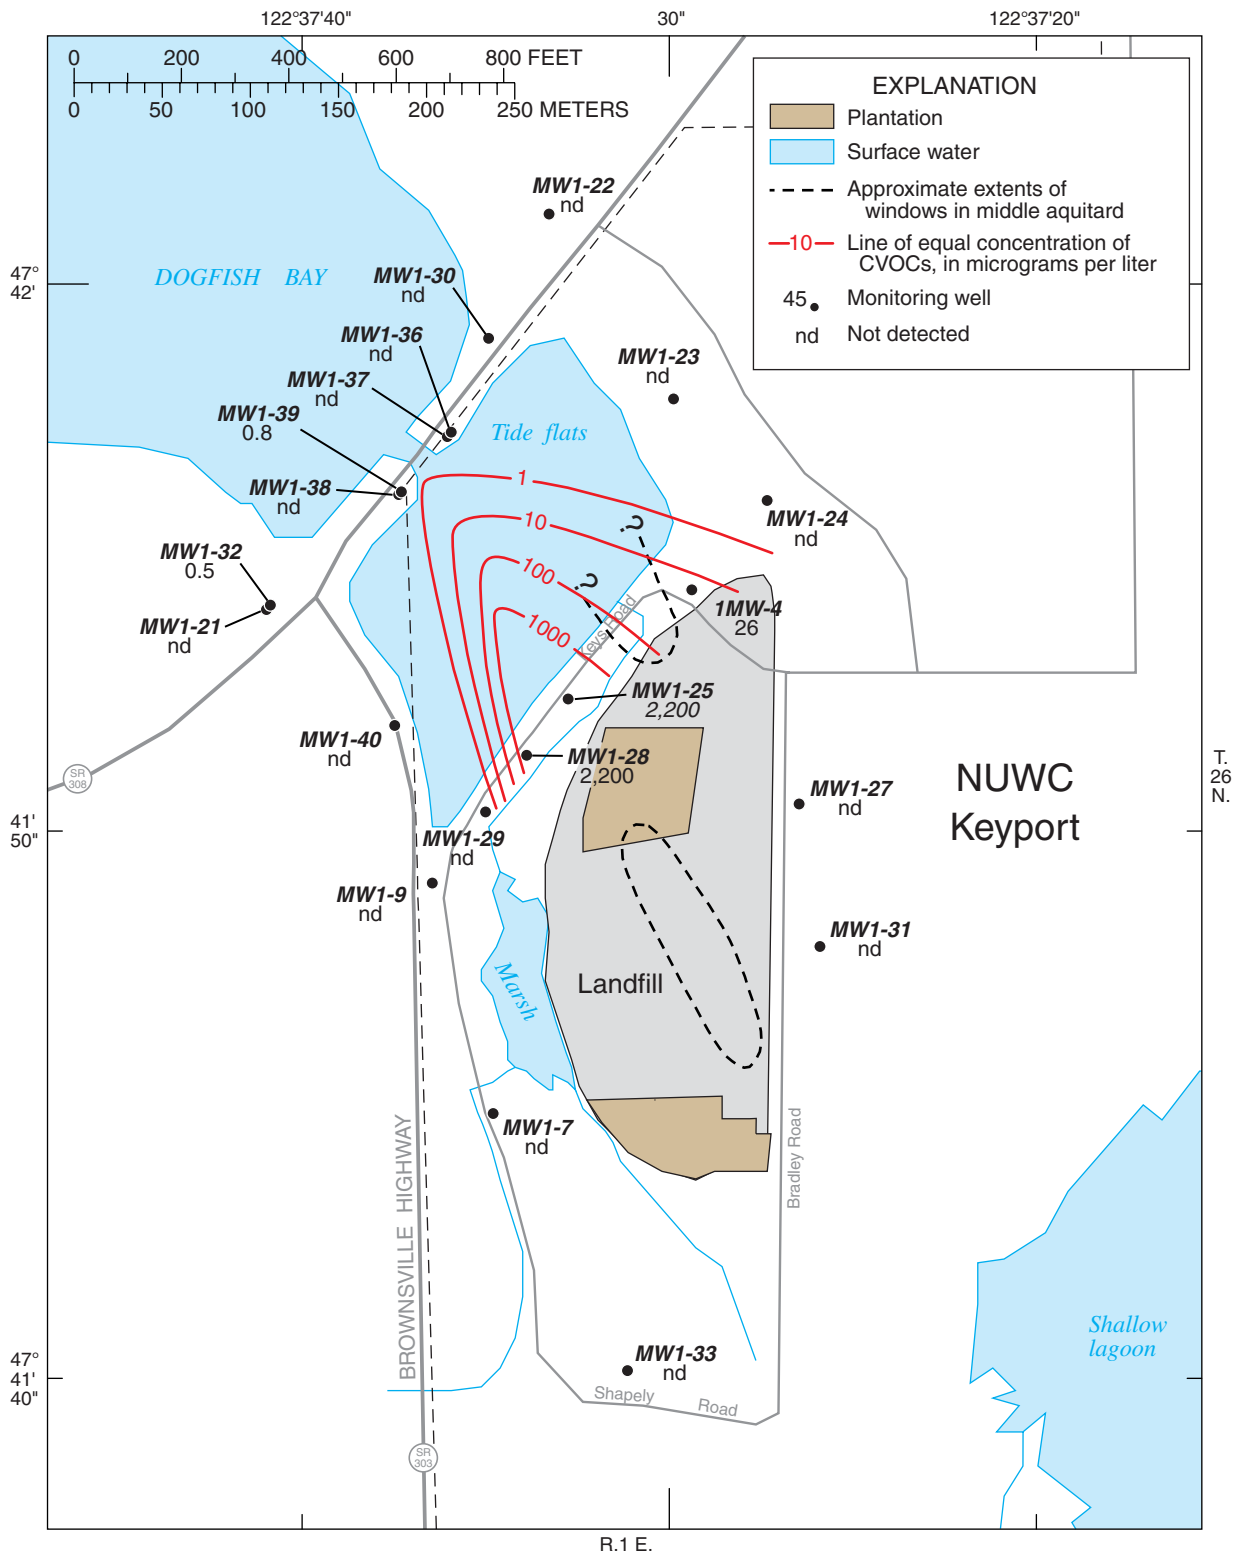 122°37'40"
30"
122°37'20"
0 200 400 600 800 FEET
0 50 100 150 200 250 METERS
EXPLANATION
Plantation
Surface water
Approximate extents of
windows in middle aquitard
10
Line of equal concentration of
CVOCs, in micrograms per liter
45
Monitoring well
nd
Not detected
MW1-22
nd
47°
42'
DOGFISH BAY
MW1-30
nd
MW1-36
nd
MW1-23
nd
MW1-37
nd
MW1-39
0.8
Tide flats
MW1-38
nd
1
10
?
MW1-24
nd
MW1-32
0.5
100
?
MW1-21
nd
1MW-4
26
1000
Keys Road
MW1-25
2,200
MW1-40
nd
MW1-28
2,200
SR
308
NUWC
Keyport
T.
26
N.
MW1-27
nd
41'
50"
MW1-29
nd
MW1-9
nd
MW1-31
nd
Marsh
Landfill
MW1-7
nd
BROWNSVILLE HIGHWAY
Bradley Road
Shallow
lagoon
47°
41'
40"
MW1-33
nd
Shapely Road
SR
303
R.1 E.